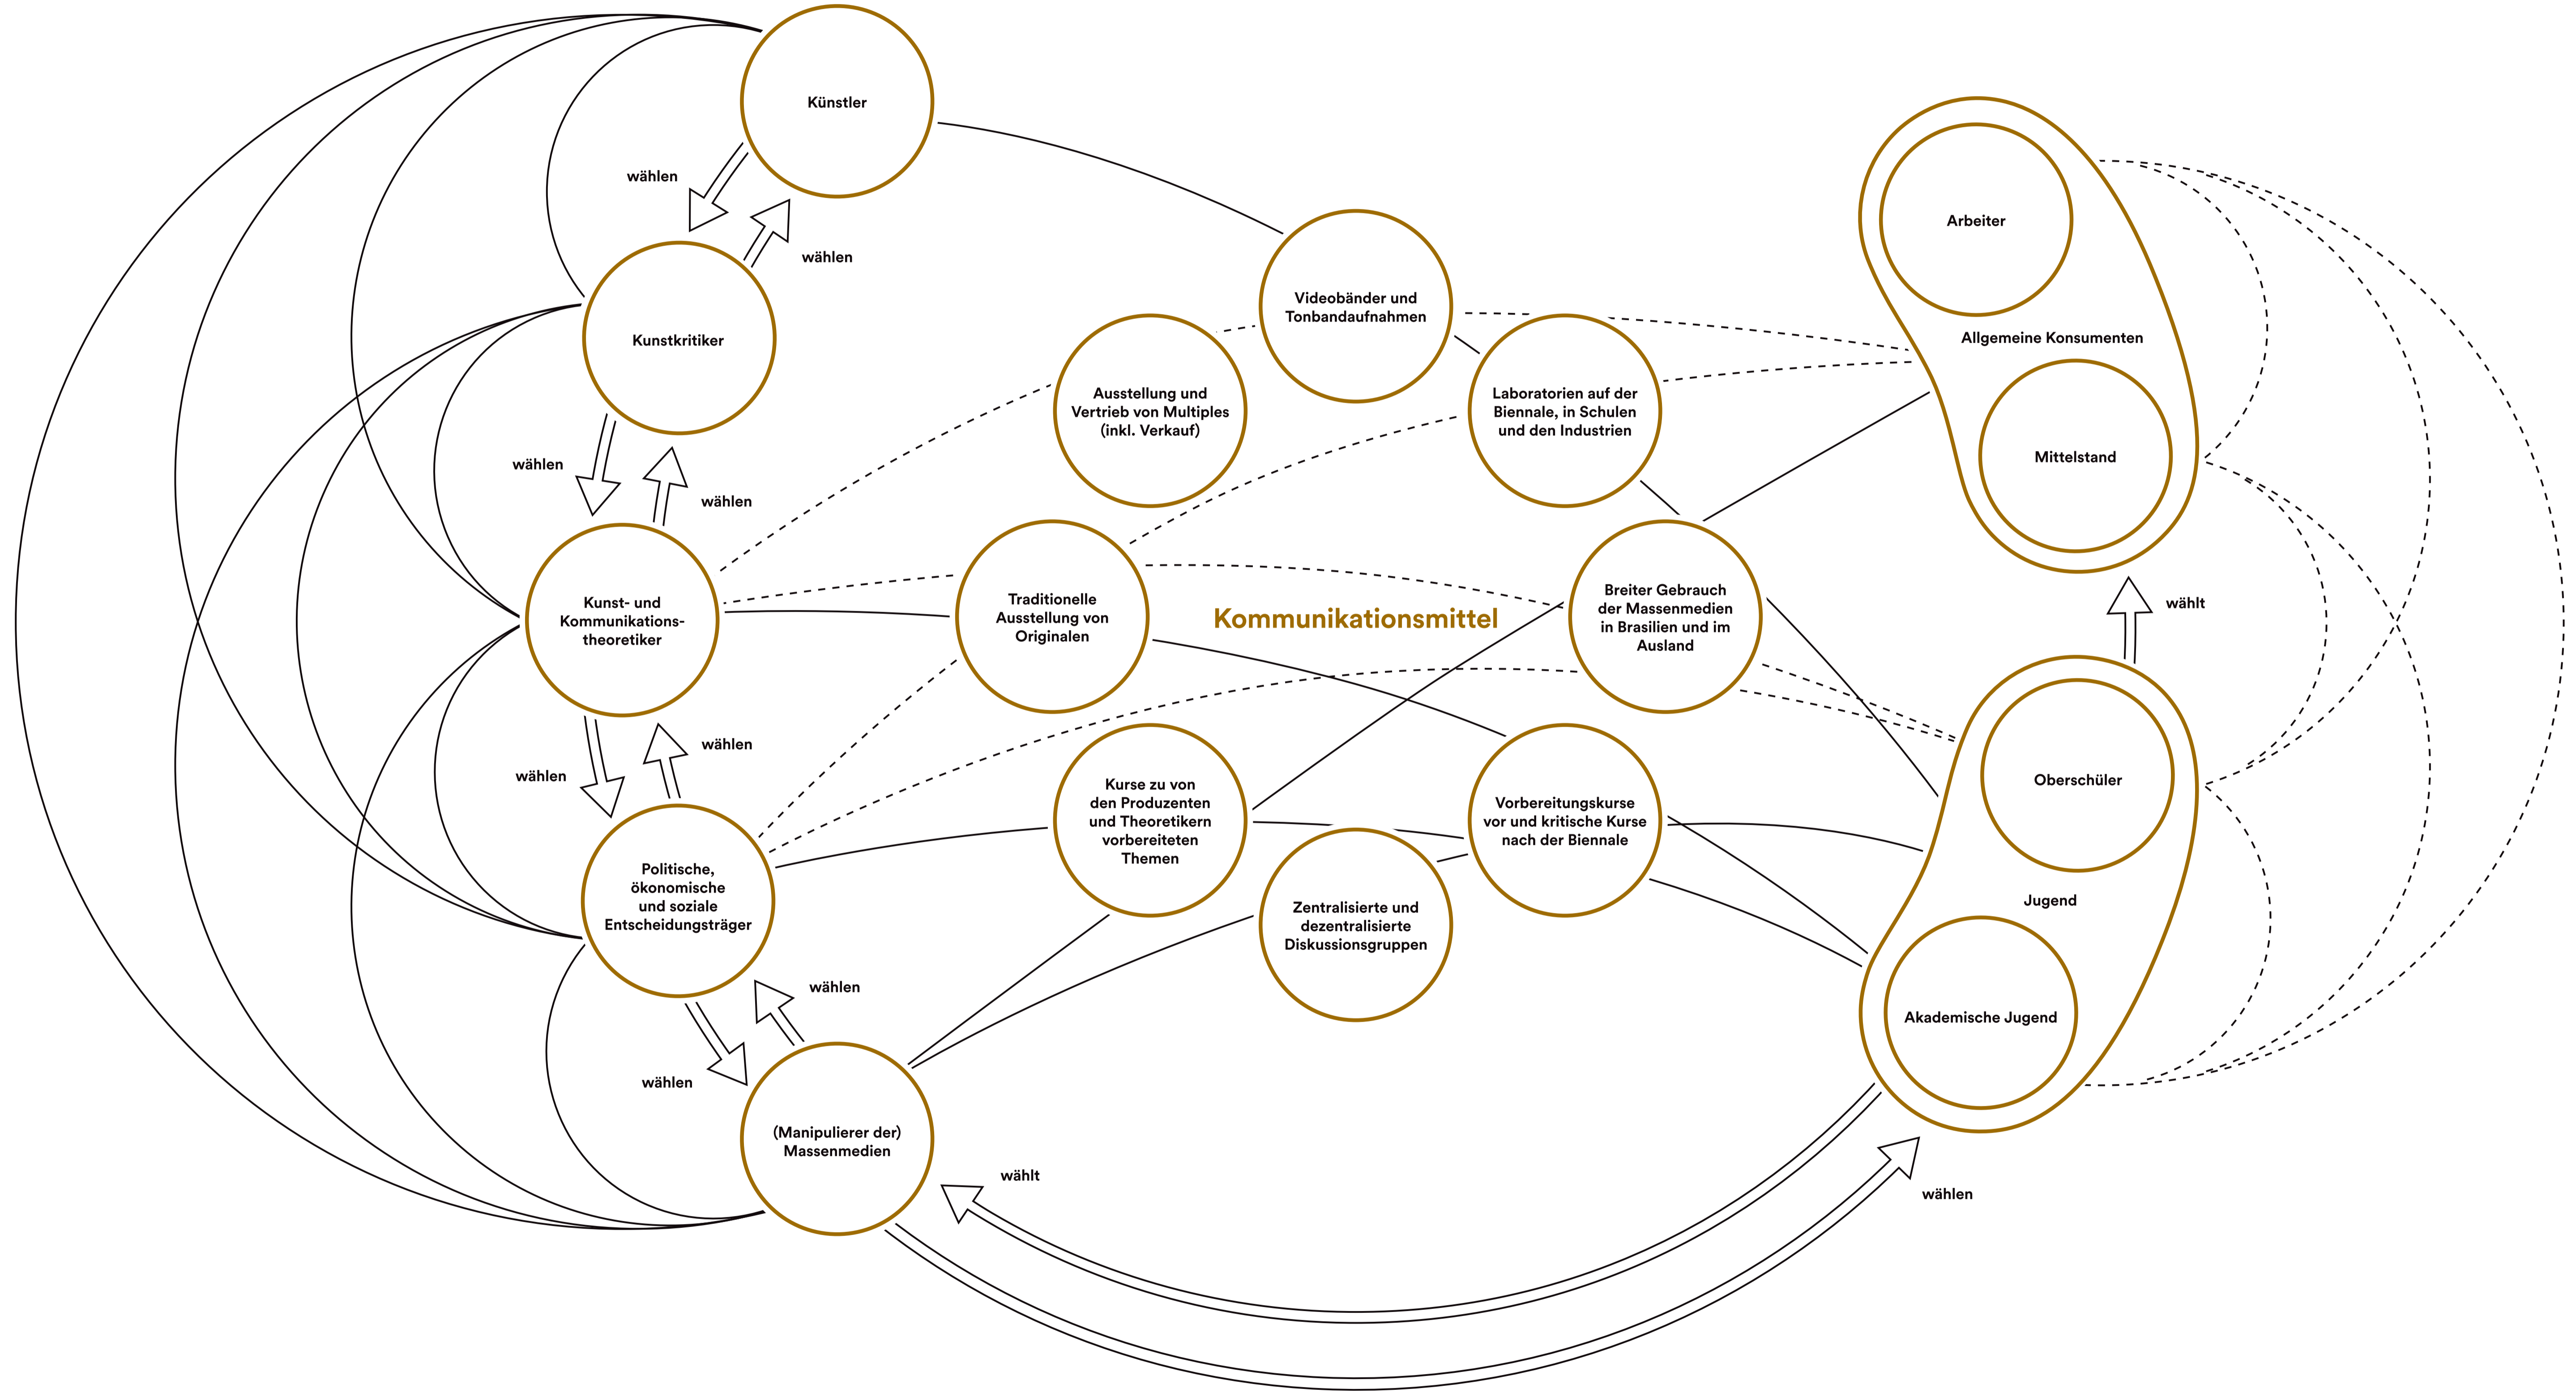 Künstler
wählen
wählen
Kunstkritiker
wählen
wählen
Kunst- und
Kommunikations-
theoretiker
wählen
wählen
Politische,
ökonomische
und soziale
Entscheidungsträger
wählen
wählen
(Manipulierer der)
Massenmedien
Videobänder und
Tonbandaufnahmen
Ausstellung und
Vertrieb von Multiples
(inkl. Verkauf)
Laboratorien auf der
Biennale, in Schulen
und den Industrien
Traditionelle
Ausstellung von
Originalen
Kommunikationsmittel
Breiter Gebrauch
der Massenmedien
in Brasilien und im
Ausland
Kurse zu von
den Produzenten
und Theoretikern
vorbereiteten
Themen
Vorbereitungskurse
vor und kritische Kurse
nach der Biennale
Zentralisierte und
dezentralisierte
Diskussionsgruppen
Arbeiter
Allgemeine Konsumenten
Mittelstand
wählt
Oberschüler
Jugend
Akademische Jugend
wählt
wählen